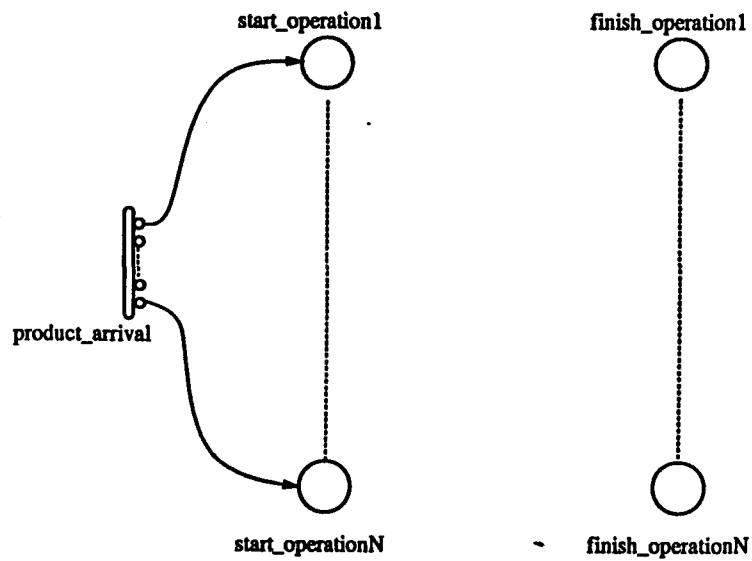 start_operation1
finish_operation1
product_arrival
start_operationN
finish_operationN